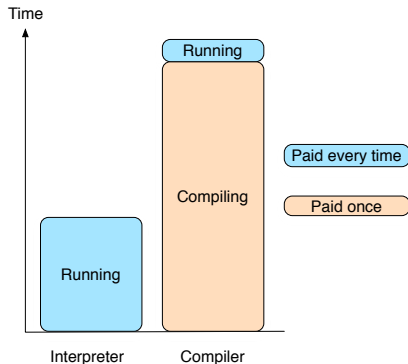 Time
Running
Paid every time
Compiling
Paid once
Running
Interpreter
Compiler